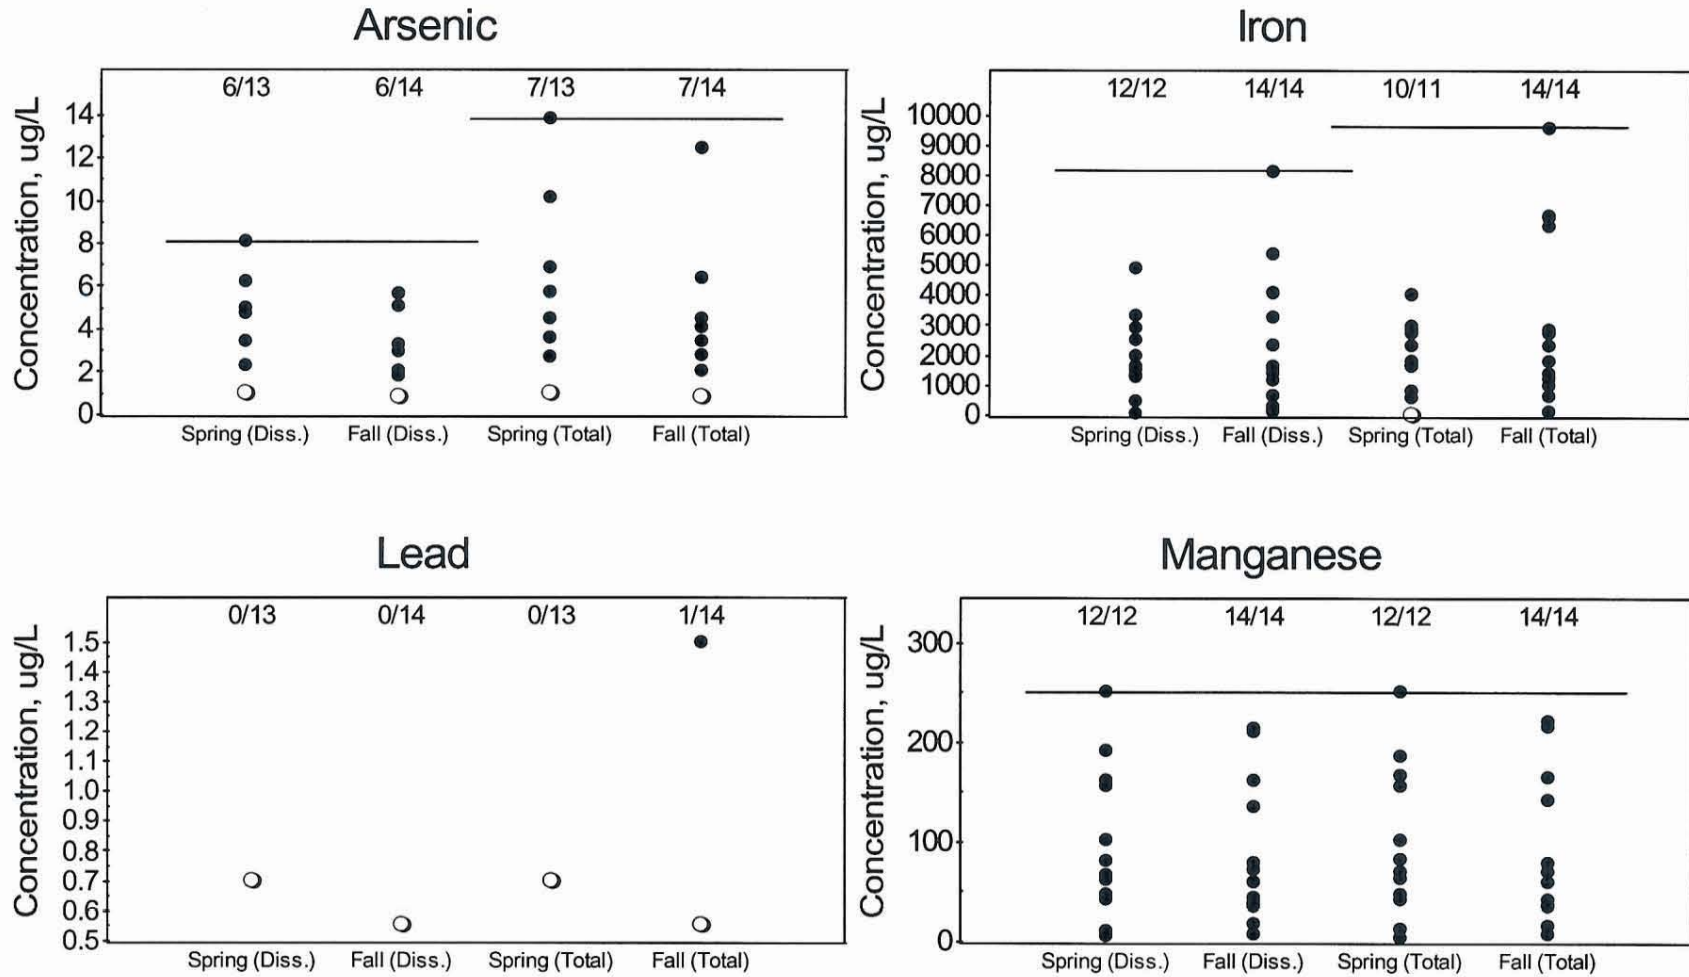 Arsenic
6/13 6/14 7/13 7/14
Concentration, ug/L
14
12
10
8
6
4
2
0
Spring (Diss.) Fall (Diss.) Spring (Total) Fall (Total)
Iron
12/12 14/14 10/11 14/14
Concentration, ug/L
10000
9000
8000
7000
6000
5000
4000
3000
2000
1000
0
Spring (Diss.) Fall (Diss.) Spring (Total) Fall (Total)
Lead
0/13 0/14 0/13 1/14
Concentration, ug/L
1.5
1.4
1.3
1.2
1.1
1.0
0.9
0.8
0.7
0.6
0.5
Spring (Diss.) Fall (Diss.) Spring (Total) Fall (Total)
Manganese
12/12 14/14 12/12 14/14
Concentration, ug/L
300
200
100
0
Spring (Diss.) Fall (Diss.) Spring (Total) Fall (Total)